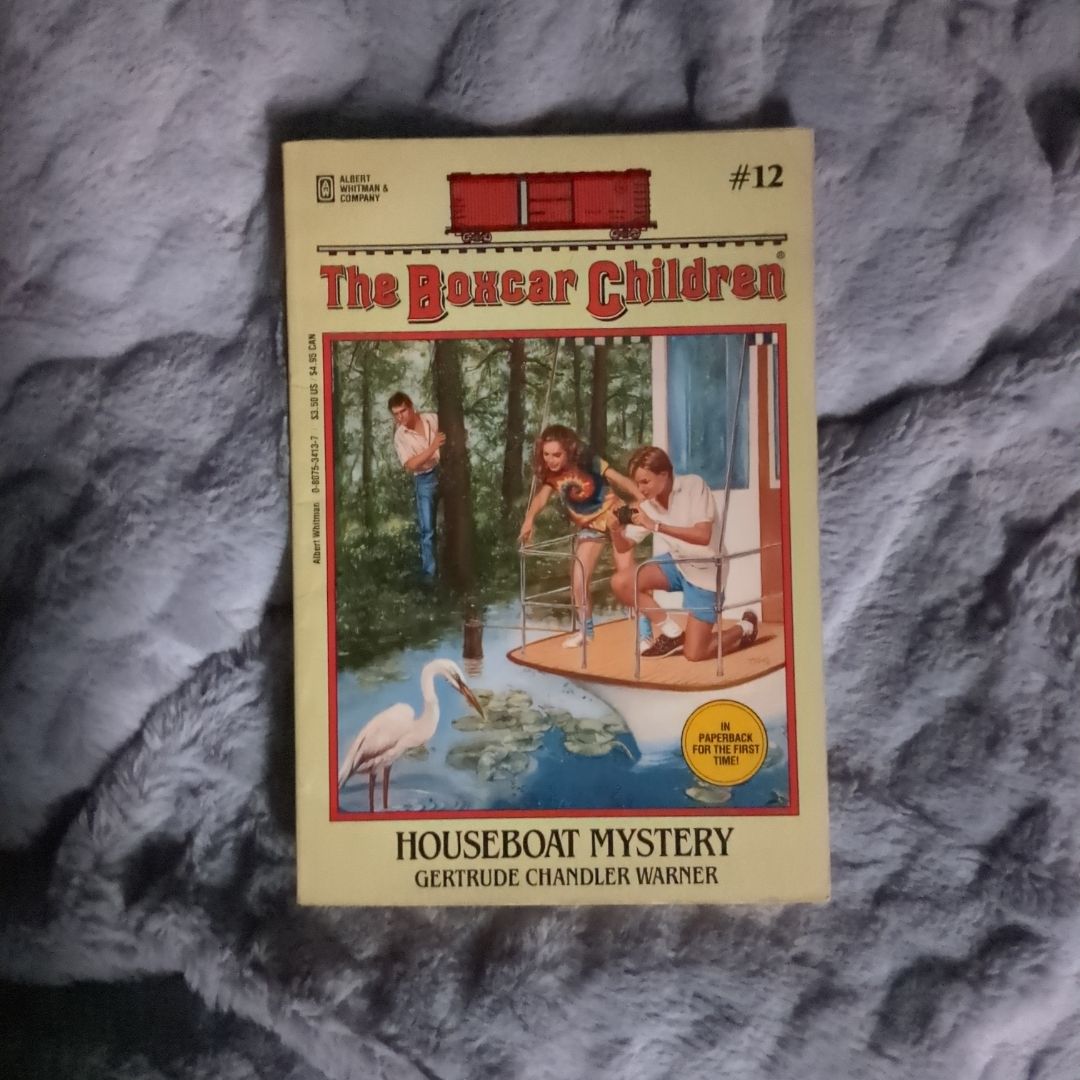 ALBERT
WHITMAN &
COMPANY
#12
The Boxcar Children®
Albert Whitman 0-8075-3413-7 $3.50 US $4.95 CAN
IN
PAPERBACK
FOR THE FIRST
TIME!
HOUSEBOAT MYSTERY
GERTRUDE CHANDLER WARNER